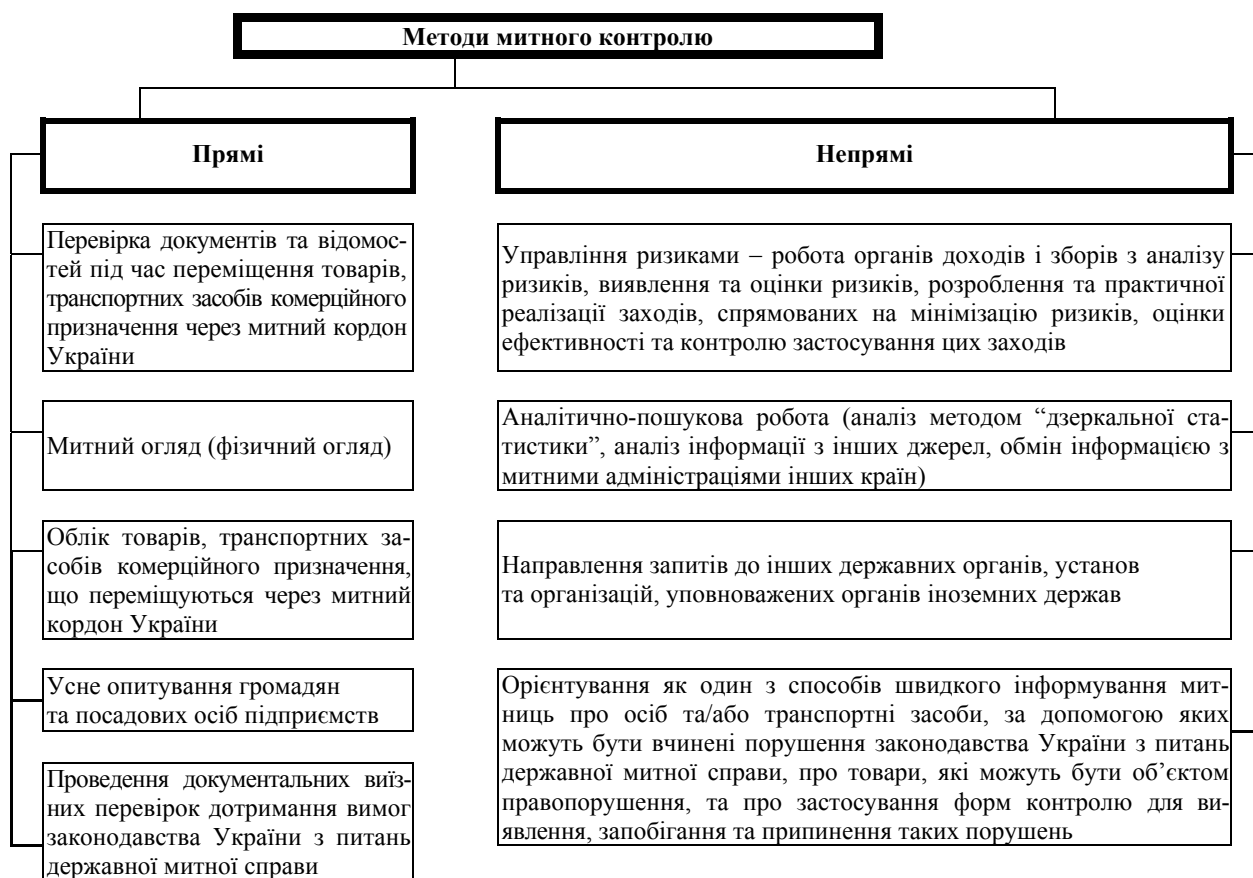 Методи митного контролю
Прямі
Перевірка документів та відомос-
тей під час переміщення товарів,
транспортних засобів комерційного
призначення через митний кордон
України
Митний огляд (фізичний огляд)
Облік товарів, транспортних за-
собів комерційного призначення,
що переміщуються через митний
кордон України
Усне опитування громадян
та посадових осіб підприємств
Проведення документальних виїз-
них перевірок дотримання вимог
законодавства України з питань
державної митної справи
Непрямі
Управління ризиками – робота органів доходів і зборів з аналізу
ризиків, виявлення та оцінки ризиків, розроблення та практичної
реалізації заходів, спрямованих на мінімізацію ризиків, оцінки
ефективності та контролю застосування цих заходів
Аналітично-пошукова робота (аналіз методом “дзеркальної ста-
тистики”, аналіз інформації з інших джерел, обмін інформацією з
митними адміністраціями інших країн)
Направлення запитів до інших державних органів, установ
та організацій, уповноважених органів іноземних держав
Орієнтування як один з способів швидкого інформування мит-
ниць про осіб та/або транспортні засоби, за допомогою яких
можуть бути вчинені порушення законодавства України з питань
державної митної справи, про товари, які можуть бути об’єктом
правопорушення, та про застосування форм контролю для ви-
явлення, запобігання та припинення таких порушень